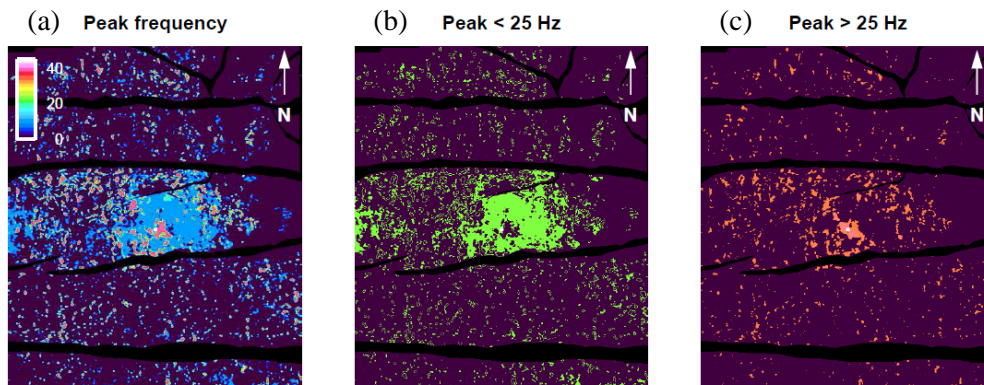 (a) Peak frequency
(b) Peak < 25 Hz
(c) Peak > 25 Hz
40
20
0
N
N
N